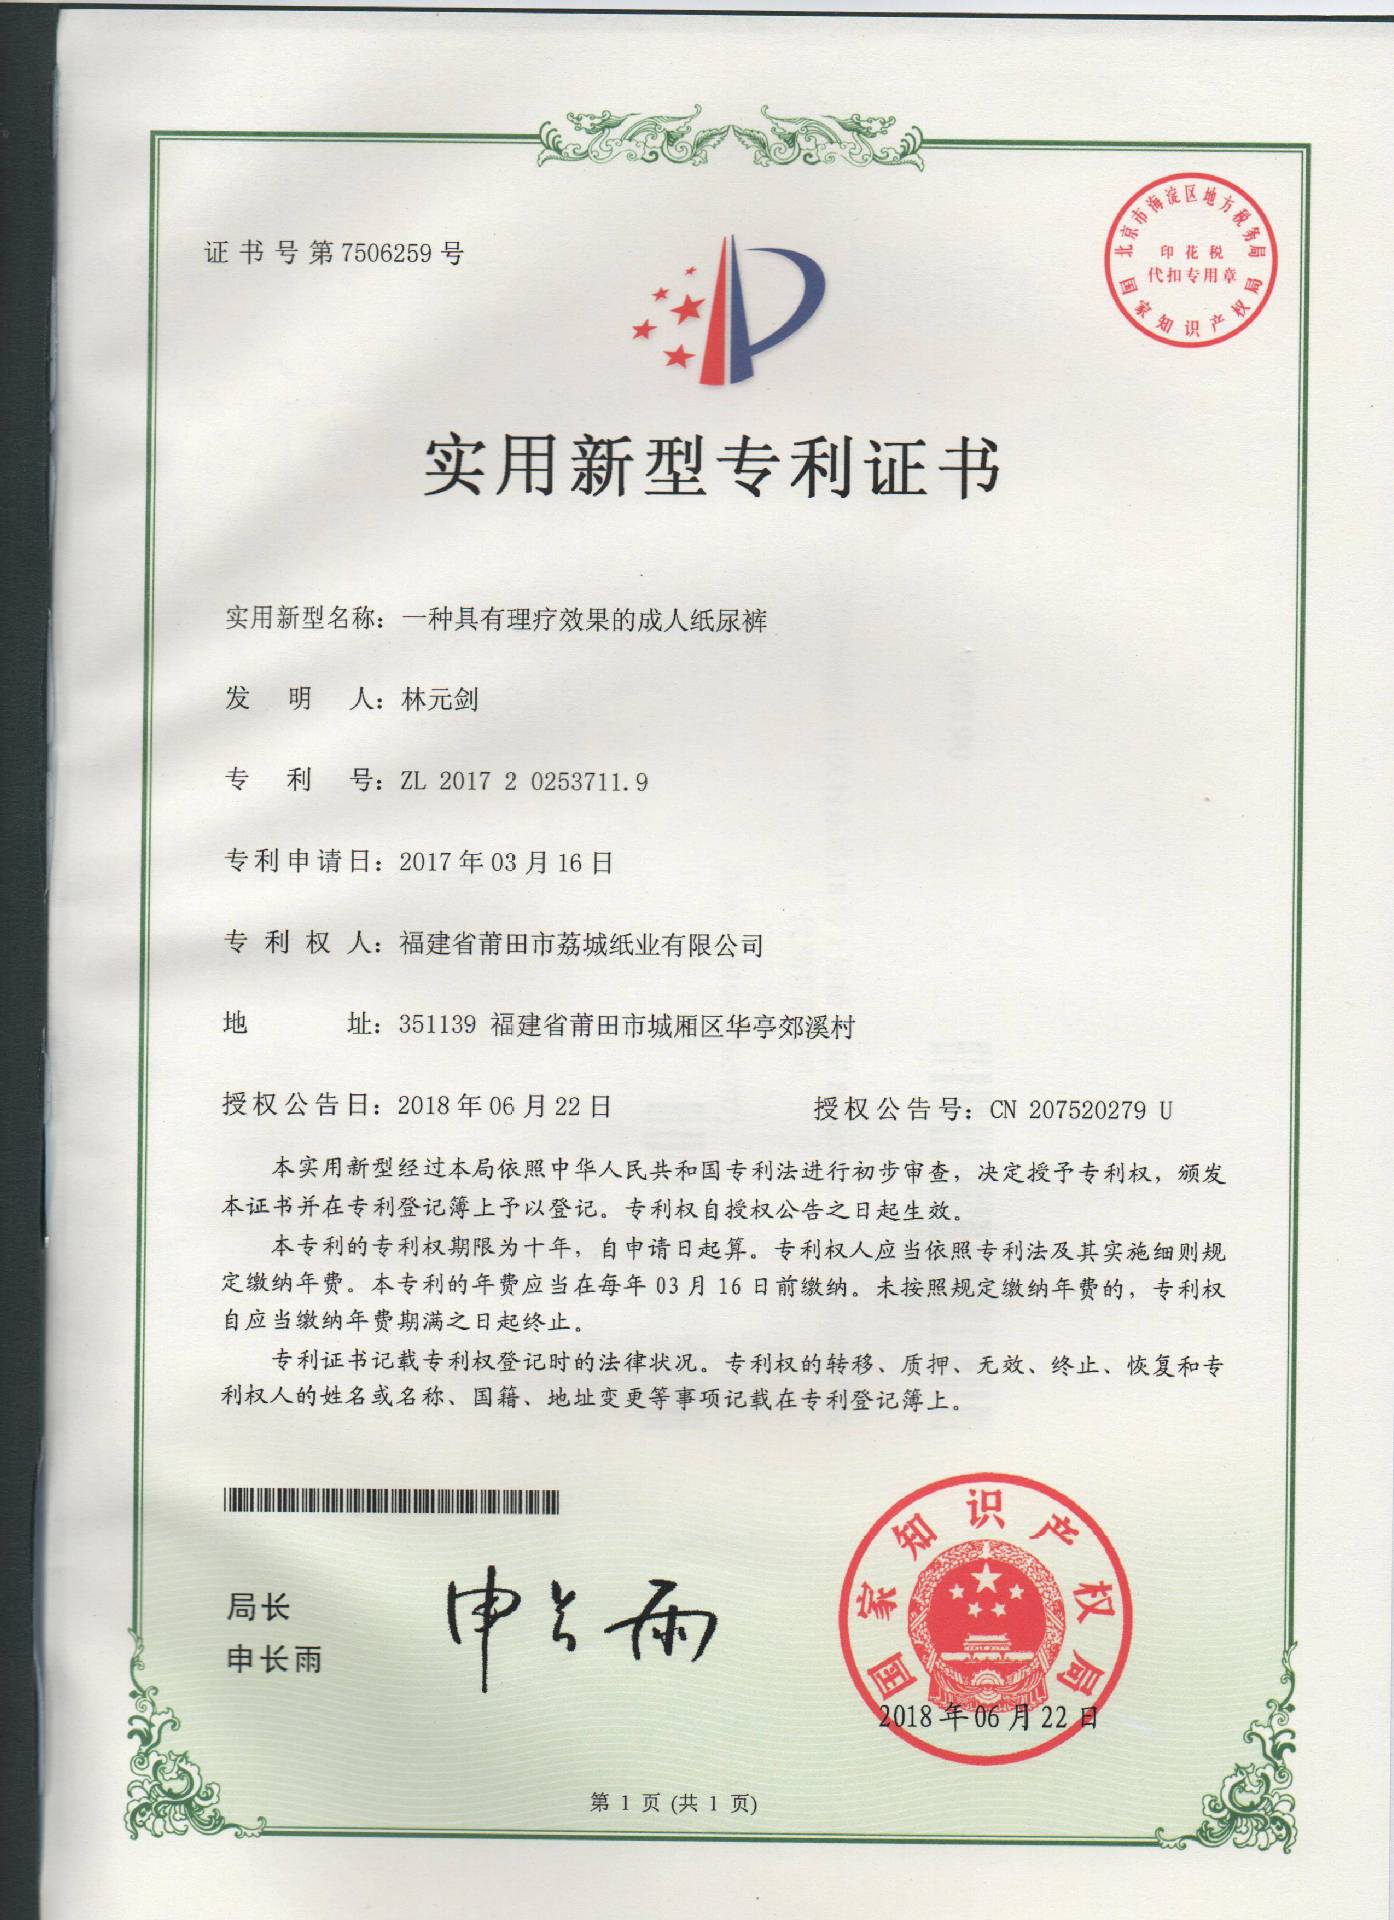 证书号第7506259号
北京市海淀区地方税务局
印花税
代扣专用章
国家知识产权局
实用新型专利证书
实用新型名称：一种具有理疗效果的成人纸尿裤
发明人：林元剑
专利号：ZL 2017 2 0253711.9
专利申请日：2017年03月16日
专利权人：福建省莆田市荔城纸业有限公司
地址：351139 福建省莆田市城厢区华亭郊溪村
授权公告日：2018年06月22日 授权公告号：CN 207520279 U
本实用新型经过本局依照中华人民共和国专利法进行初步审查，决定授予专利权，颁发
本证书并在专利登记簿上予以登记。专利权自授权公告之日起生效。
本专利的专利权期限为十年，自申请日起算。专利权人应当依照专利法及其实施细则规
定缴纳年费。本专利的年费应当在每年03月16日前缴纳。未按照规定缴纳年费的，专利权
自应当缴纳年费期满之日起终止。
专利证书记载专利权登记时的法律状况。专利权的转移、质押、无效、终止、恢复和专
利权人的姓名或名称、国籍、地址变更等事项记载在专利登记簿上。
局长
申长雨
申长雨
国家知识产权局
2018年06月22日
第 1 页 (共 1 页)